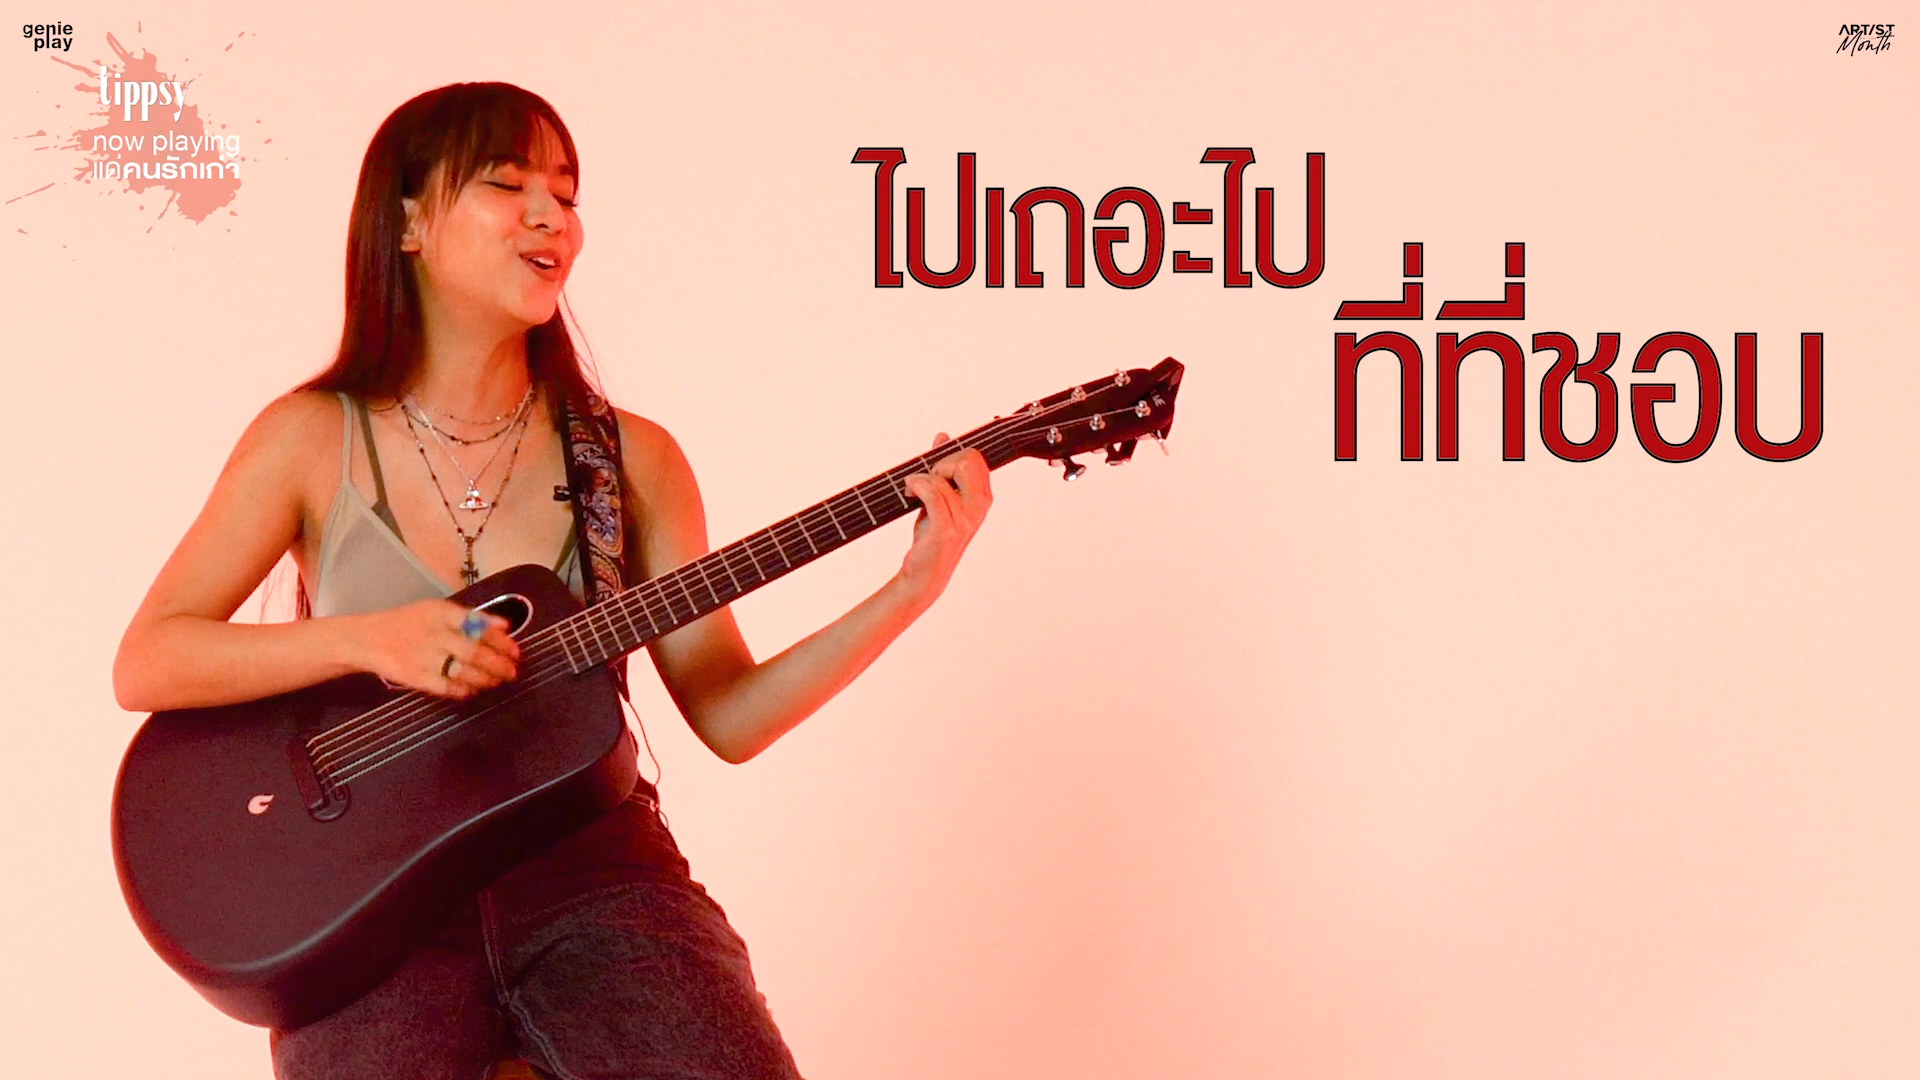 genie
play
ARTIST
Month
tippsy
now playing
แด่คนรักเก่า
ไปเถอะไป
ที่ที่ชอบ
ME